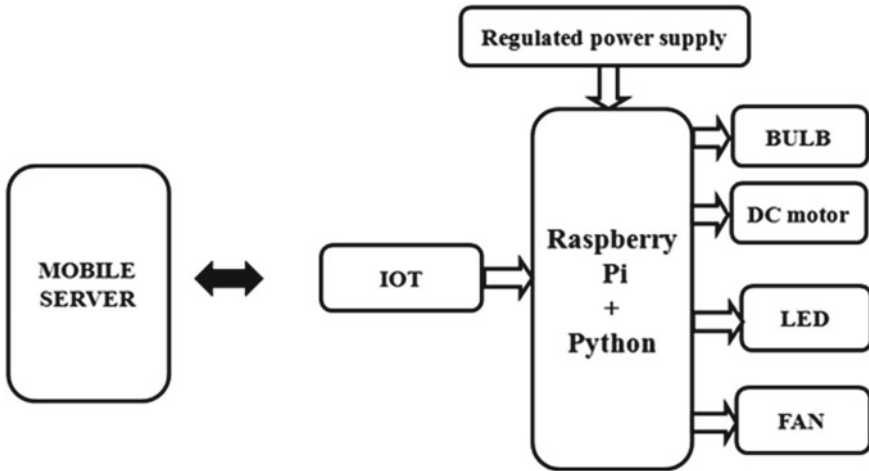 Regulated power supply
BULB
DC motor
MOBILE
SERVER
IOT
Raspberry
Pi
+
Python
LED
FAN